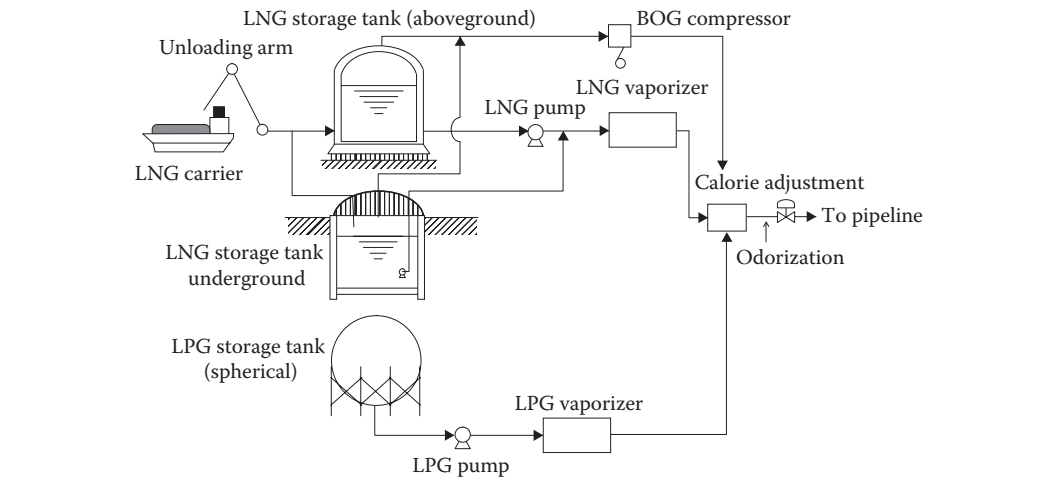 LNG storage tank (aboveground)
BOG compressor
Unloading arm
LNG vaporizer
LNG pump
LNG carrier
Calorie adjustment
To pipeline
LNG storage tank
underground
Odorization
LPG storage tank
(spherical)
LPG vaporizer
LPG pump